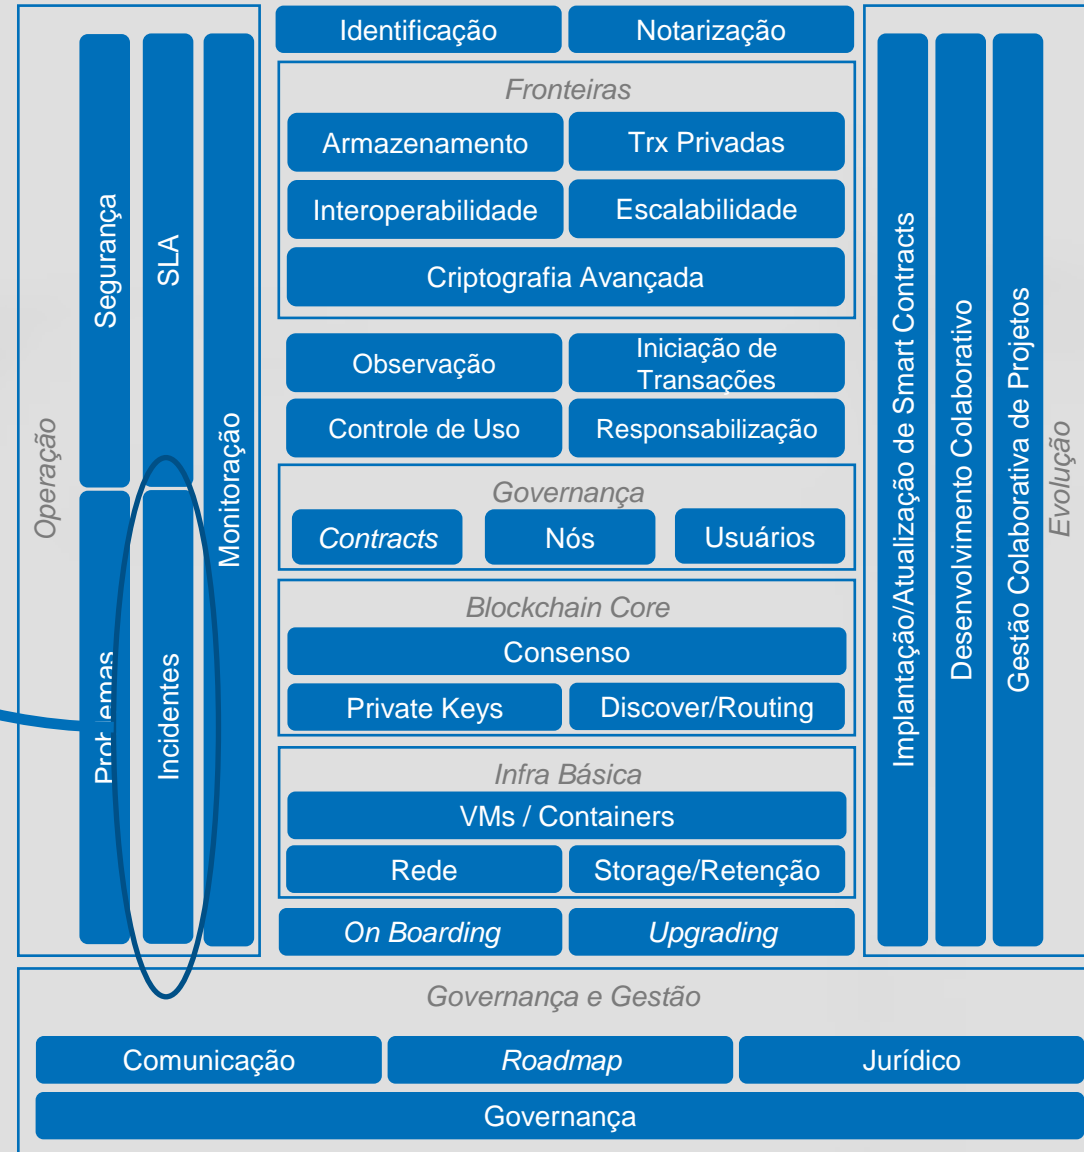 Identificação
Notarização
Fronteiras
Armazenamento
Trx Privadas
Interoperabilidade
Escalabilidade
Criptografia Avançada
Observação
Iniciação de
Transações
Controle de Uso
Responsabilização
Governança
Contracts
Nós
Usuários
Blockchain Core
Consenso
Private Keys
Discover/Routing
Infra Básica
VMs / Containers
Rede
Storage/Retenção
On Boarding
Upgrading
Operação
Segurança
Problemas
SLA
Incidentes
Monitoração
Implantação/Atualização de Smart Contracts
Desenvolvimento Colaborativo
Gestão Colaborativa de Projetos
Evolução
Governança e Gestão
Comunicação
Roadmap
Jurídico
Governança